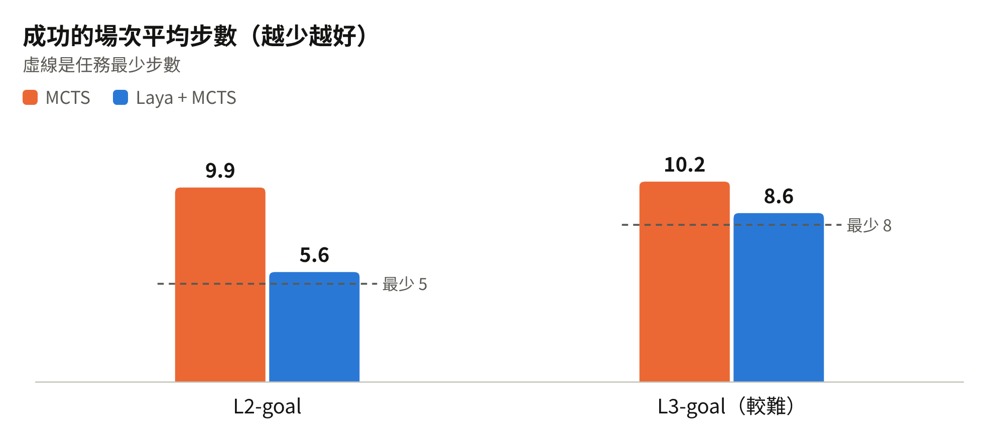 成功的場次平均步數（越少越好）
虛線是任務最少步數
MCTS
Laya + MCTS
9.9
5.6
最少 5
10.2
8.6
最少 8
L2-goal
L3-goal（較難）